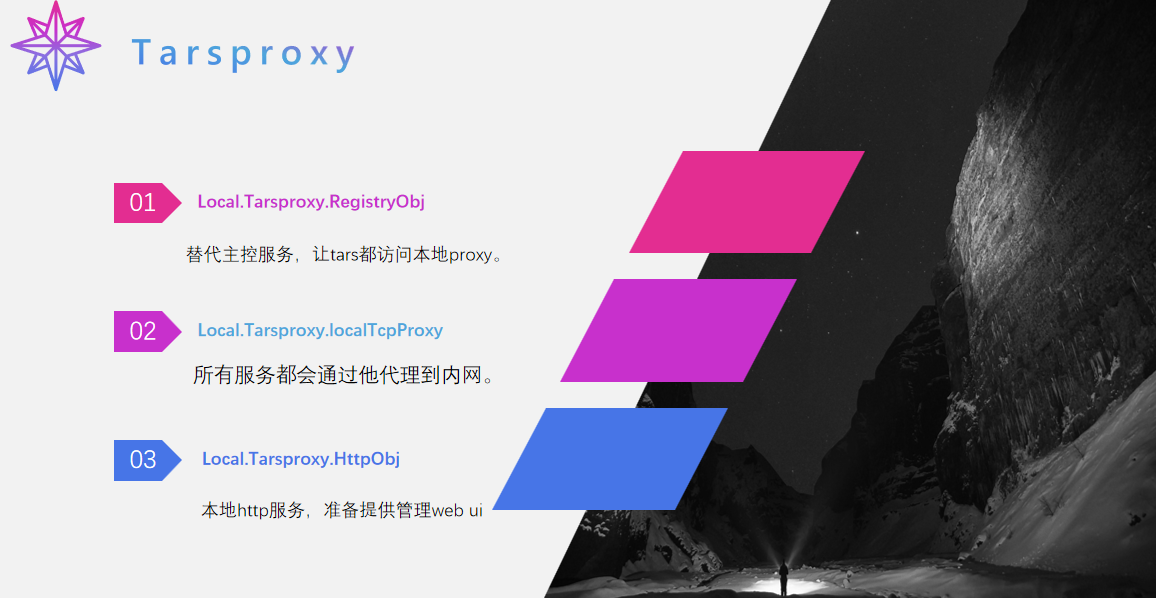 Tarsproxy
01
Local.Tarsproxy.RegistryObj
替代主控服务，让tars都访问本地proxy。
02
Local.Tarsproxy.localTcpProxy
所有服务都会通过他代理到内网。
03
Local.Tarsproxy.HttpObj
本地http服务，准备提供管理web ui